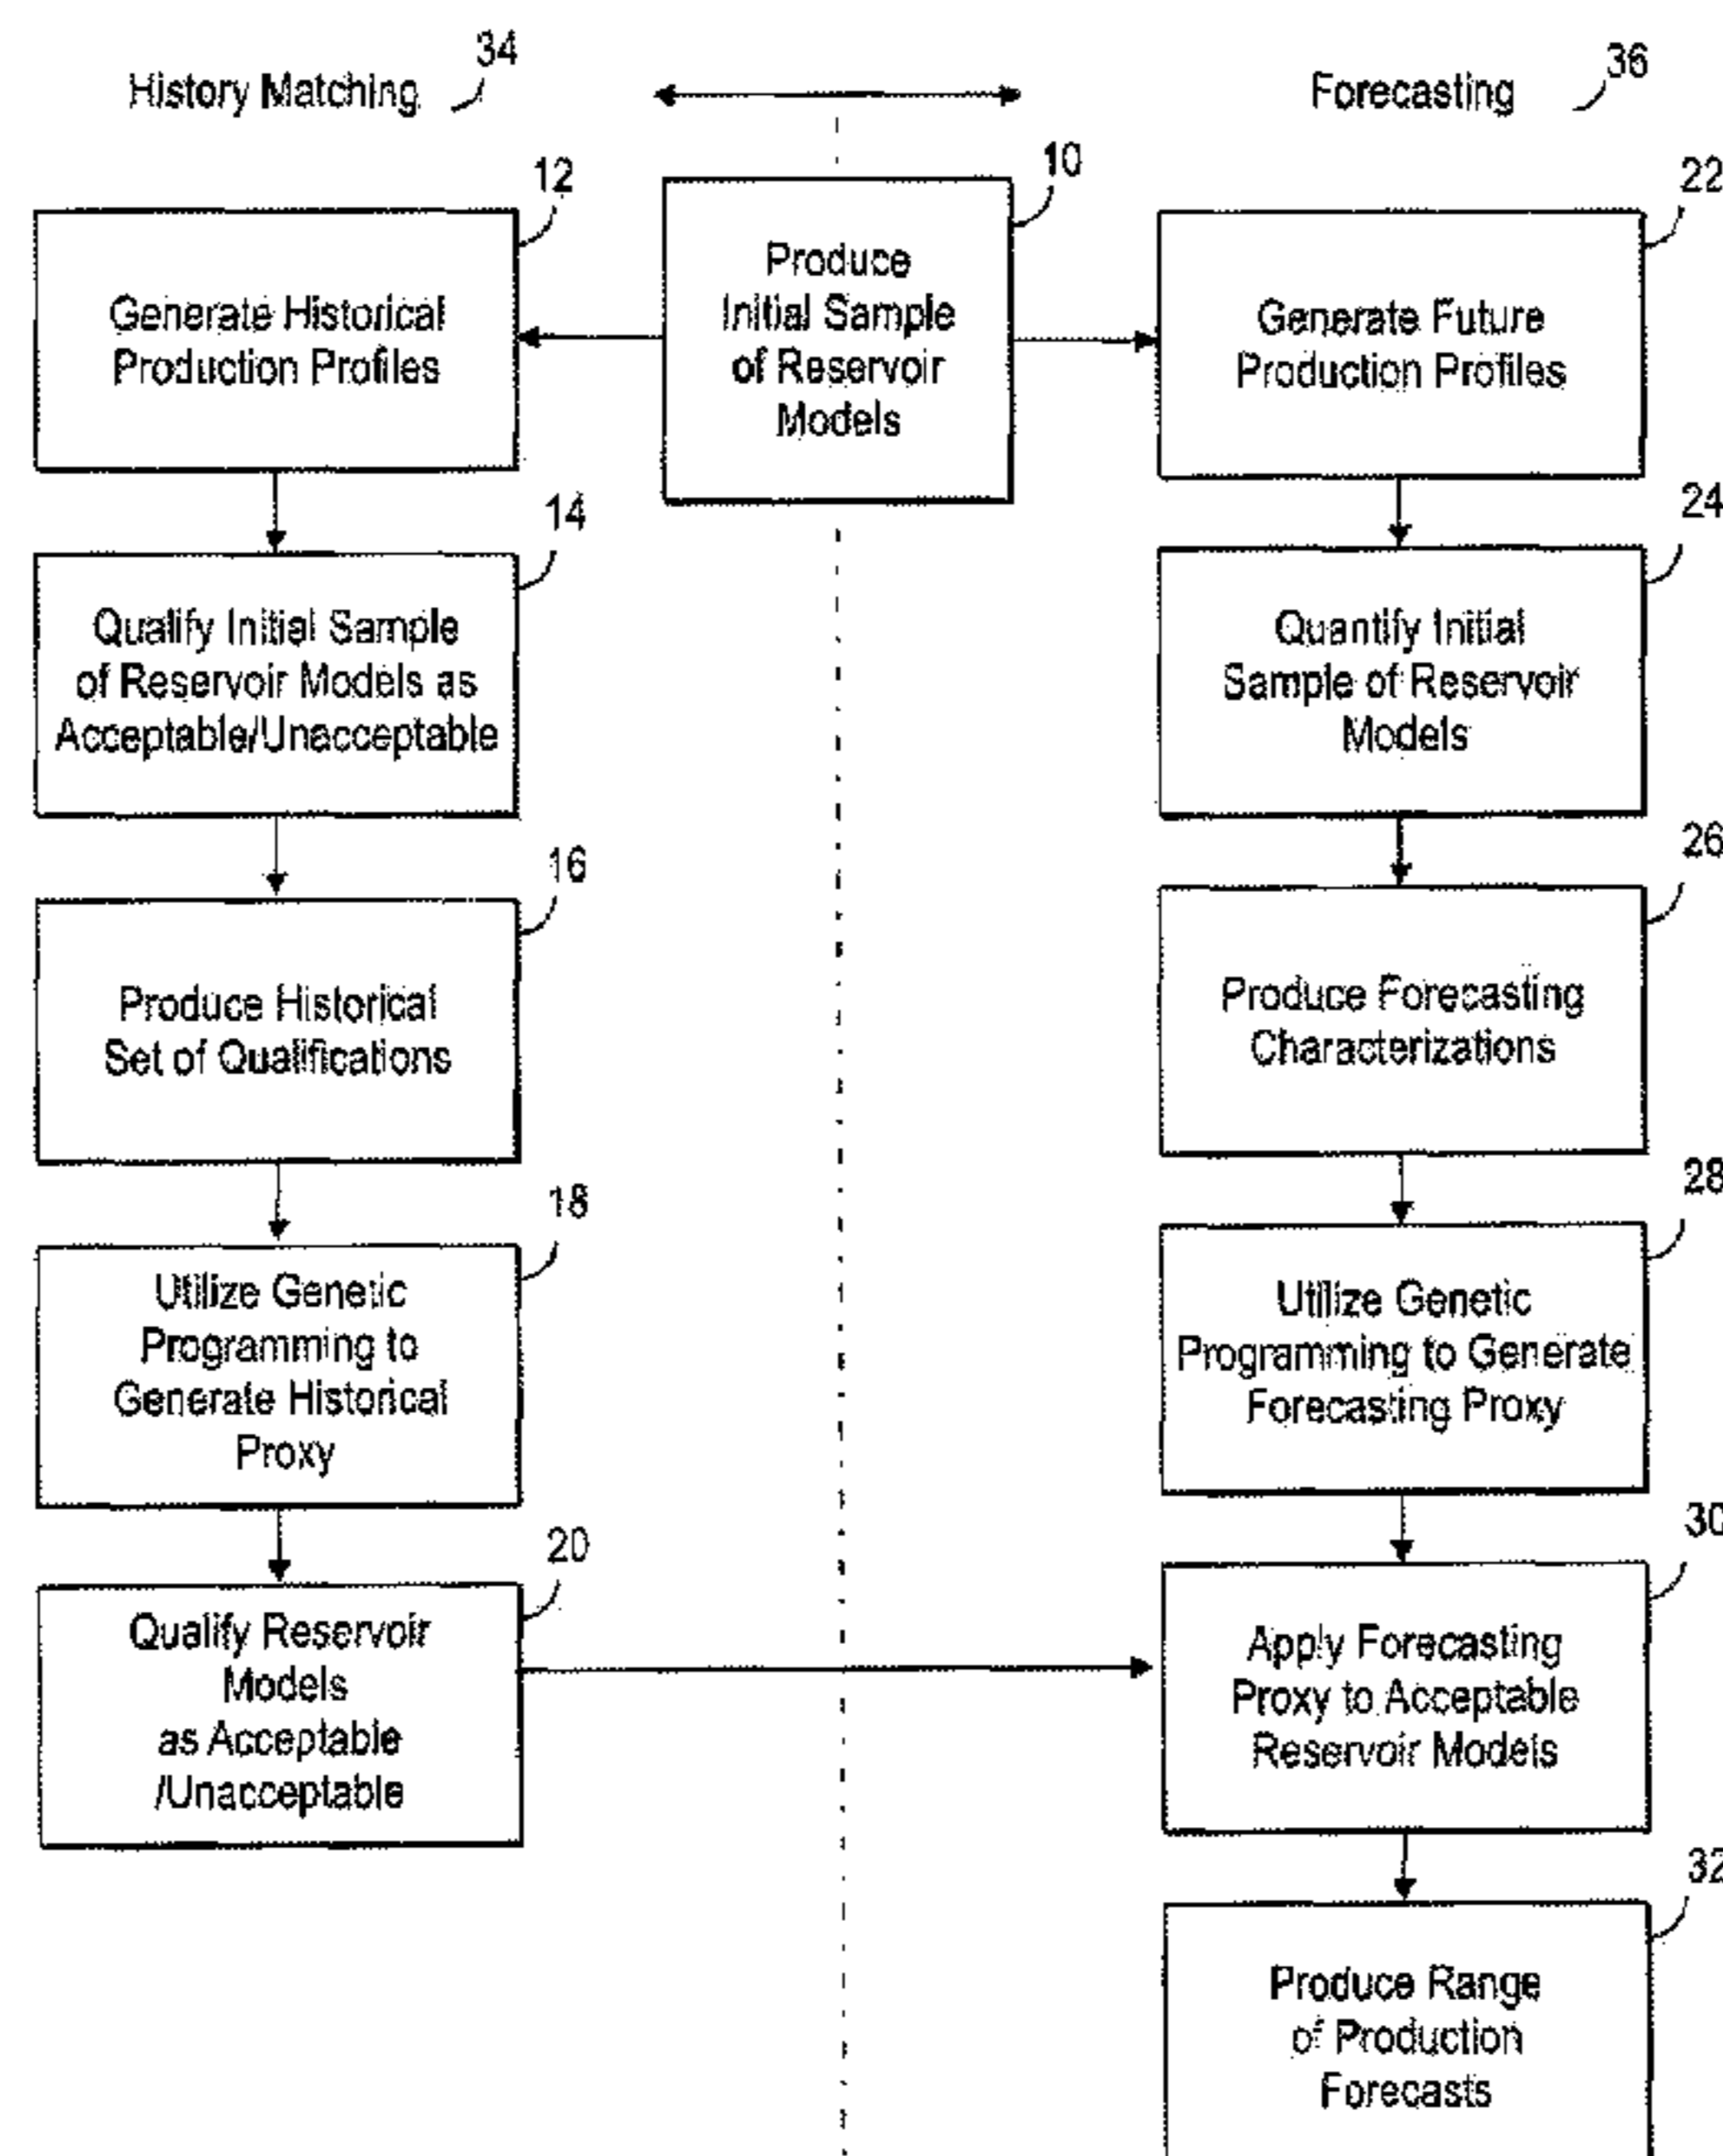 History Matching
34
Forecasting
36
10
Produce
Initial Sample
of Reservoir
Models
12
Generate Historical
Production Profiles
22
Generate Future
Production Profiles
14
Qualify Initial Sample
of Reservoir Models as
Acceptable/Unacceptable
24
Quantify Initial
Sample of Reservoir
Models
16
Produce Historical
Set of Qualifications
26
Produce Forecasting
Characterizations
18
Utilize Genetic
Programming to
Generate Historical
Proxy
28
Utilize Genetic
Programming to Generate
Forecasting Proxy
20
Qualify Reservoir
Models
as Acceptable
/Unacceptable
30
Apply Forecasting
Proxy to Acceptable
Reservoir Models
32
Produce Range
of Production
Forecasts